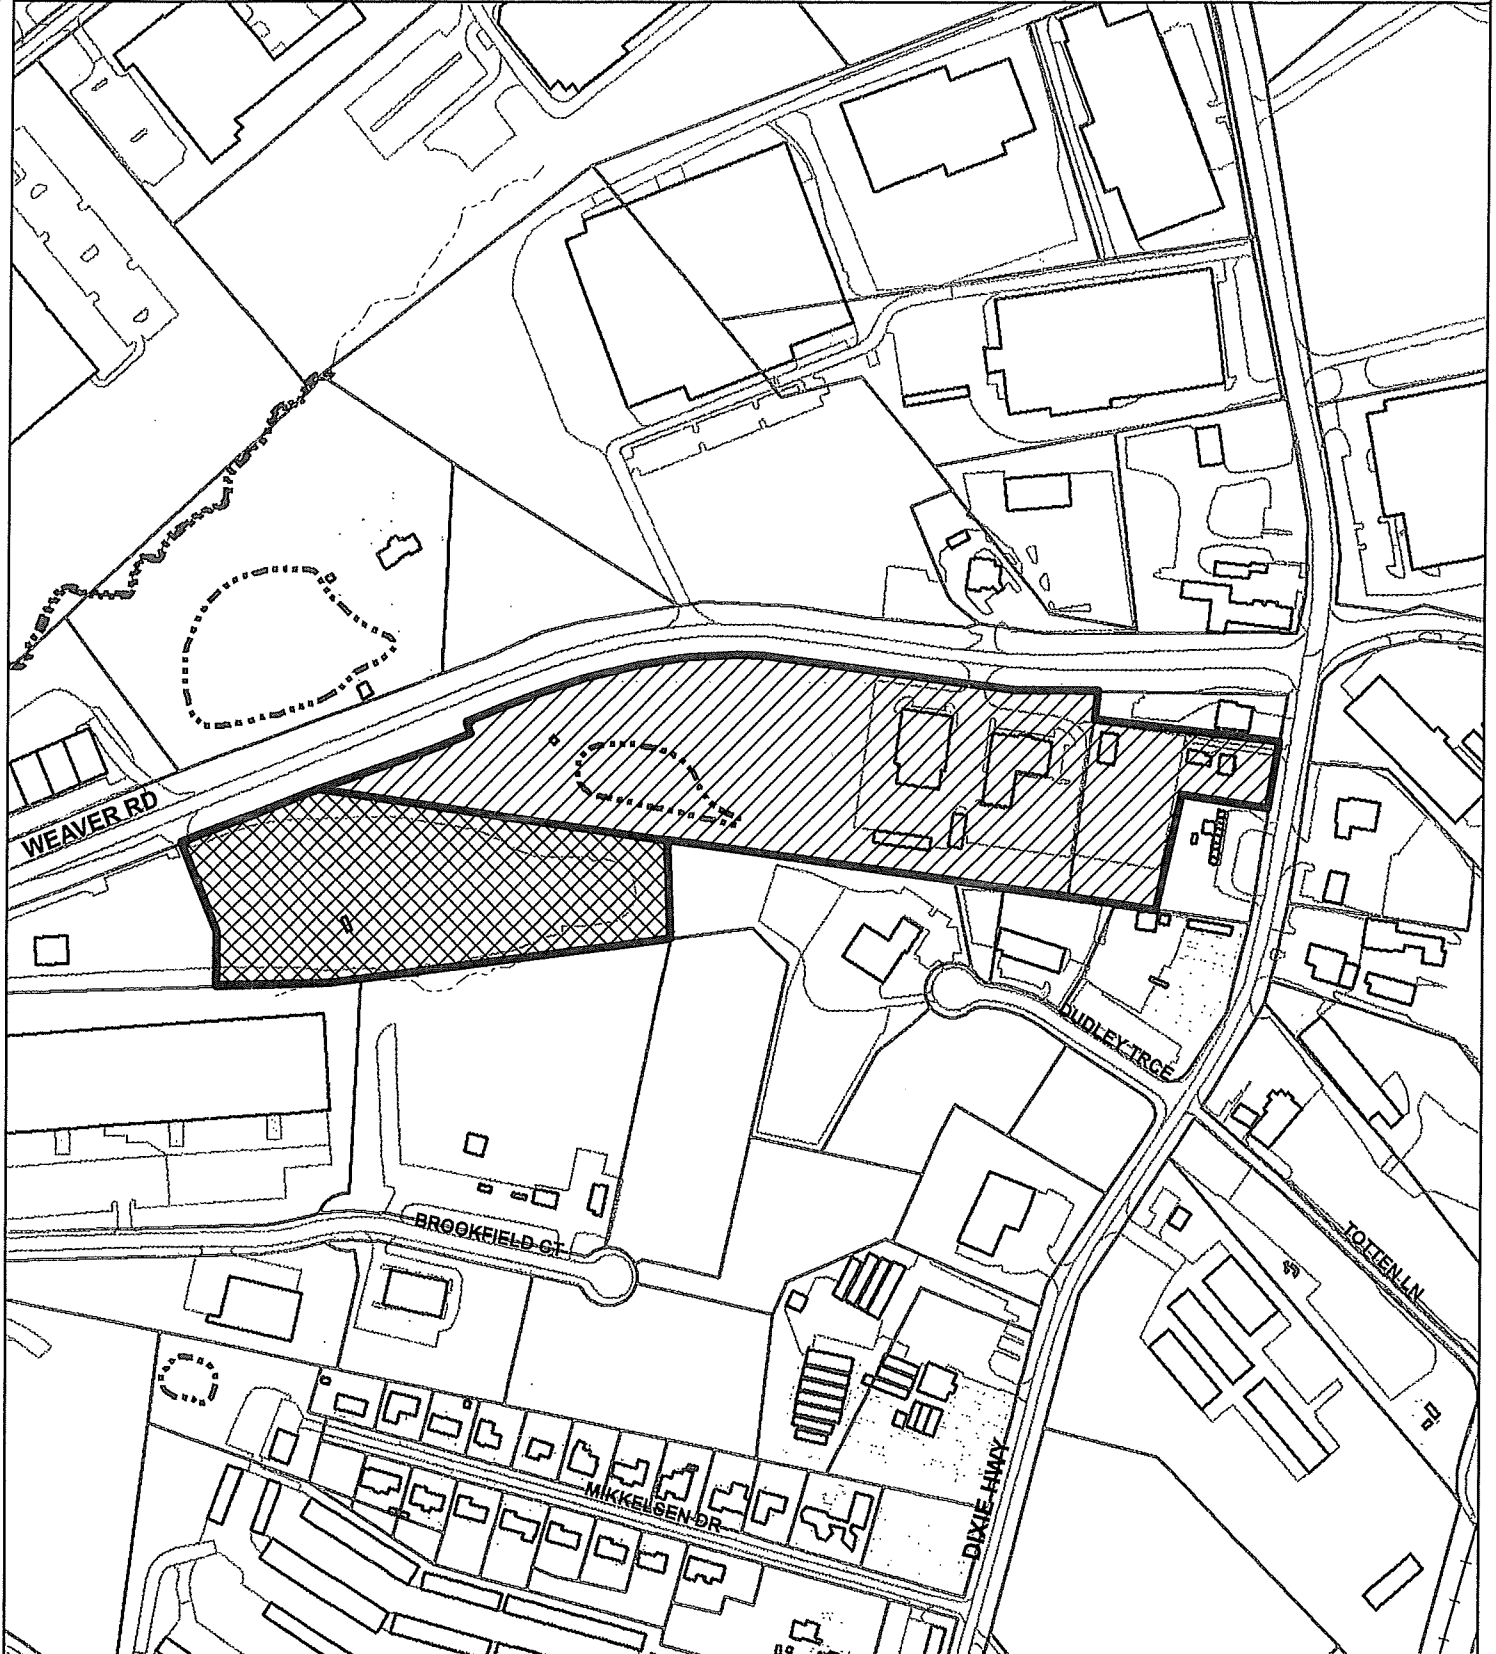 WEAVER RD
DUDLEY TRCE
BROOKFIELD CT
TOTTEN LN
MIKKELSEN DR
DIXIE HWY